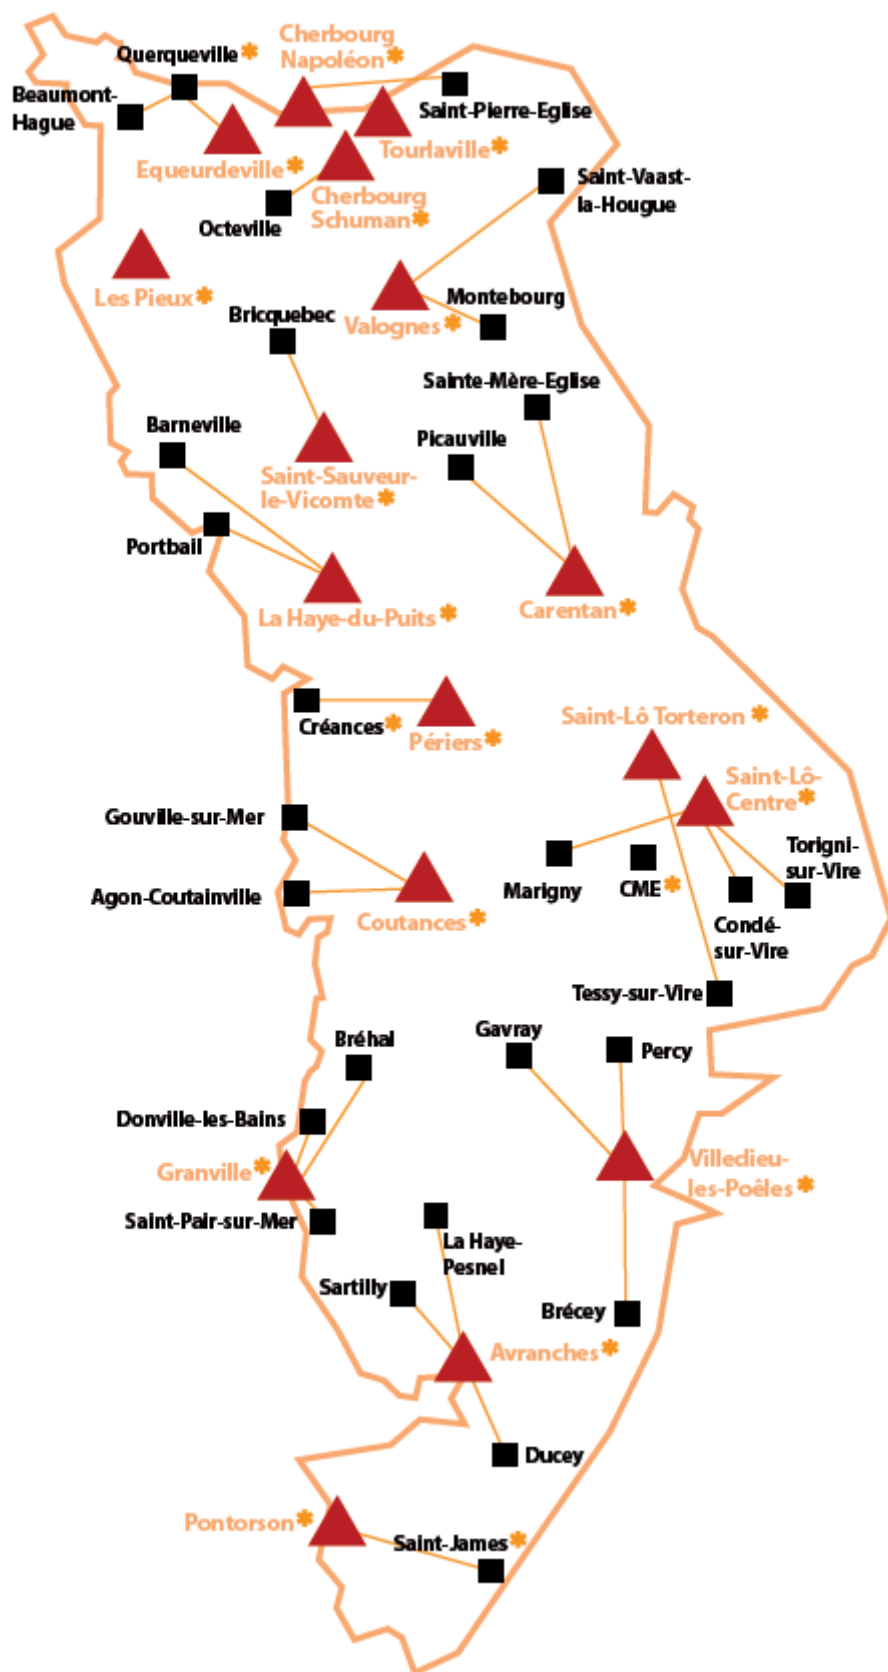 Querqueville*
Cherbourg
Napoléon*
Beaumont-
Hague
Saint-Pierre-Eglise
Equeurdeville*
Tourlaville*
Saint-Vaast-
la-Hougue
Cherbourg
Schuman*
Octeville
Les Pieux*
Montebourg
Bricquebec
Valognes*
Sainte-Mère-Eglise
Barneville
Picauville
Saint-Sauveur-
le-Vicomte*
Portbail
La Haye-du-Puits*
Carentan*
Créances*
Périers*
Saint-Lô Torteron*
Saint-Lô-
Centre*
Gouville-sur-Mer
Torigni-
sur-Vire
Marigny
CME*
Agon-Coutainville
Coutances*
Condé-
sur-Vire
Tessy-sur-Vire
Gavray
Bréhal
Percy
Donville-les-Bains
Granville*
Villedieu-
les-Poêles*
Saint-Pair-sur-Mer
La Haye-
Pesnel
Sartilly
Brécey
Avranches*
Ducey
Pontorson*
Saint-James*